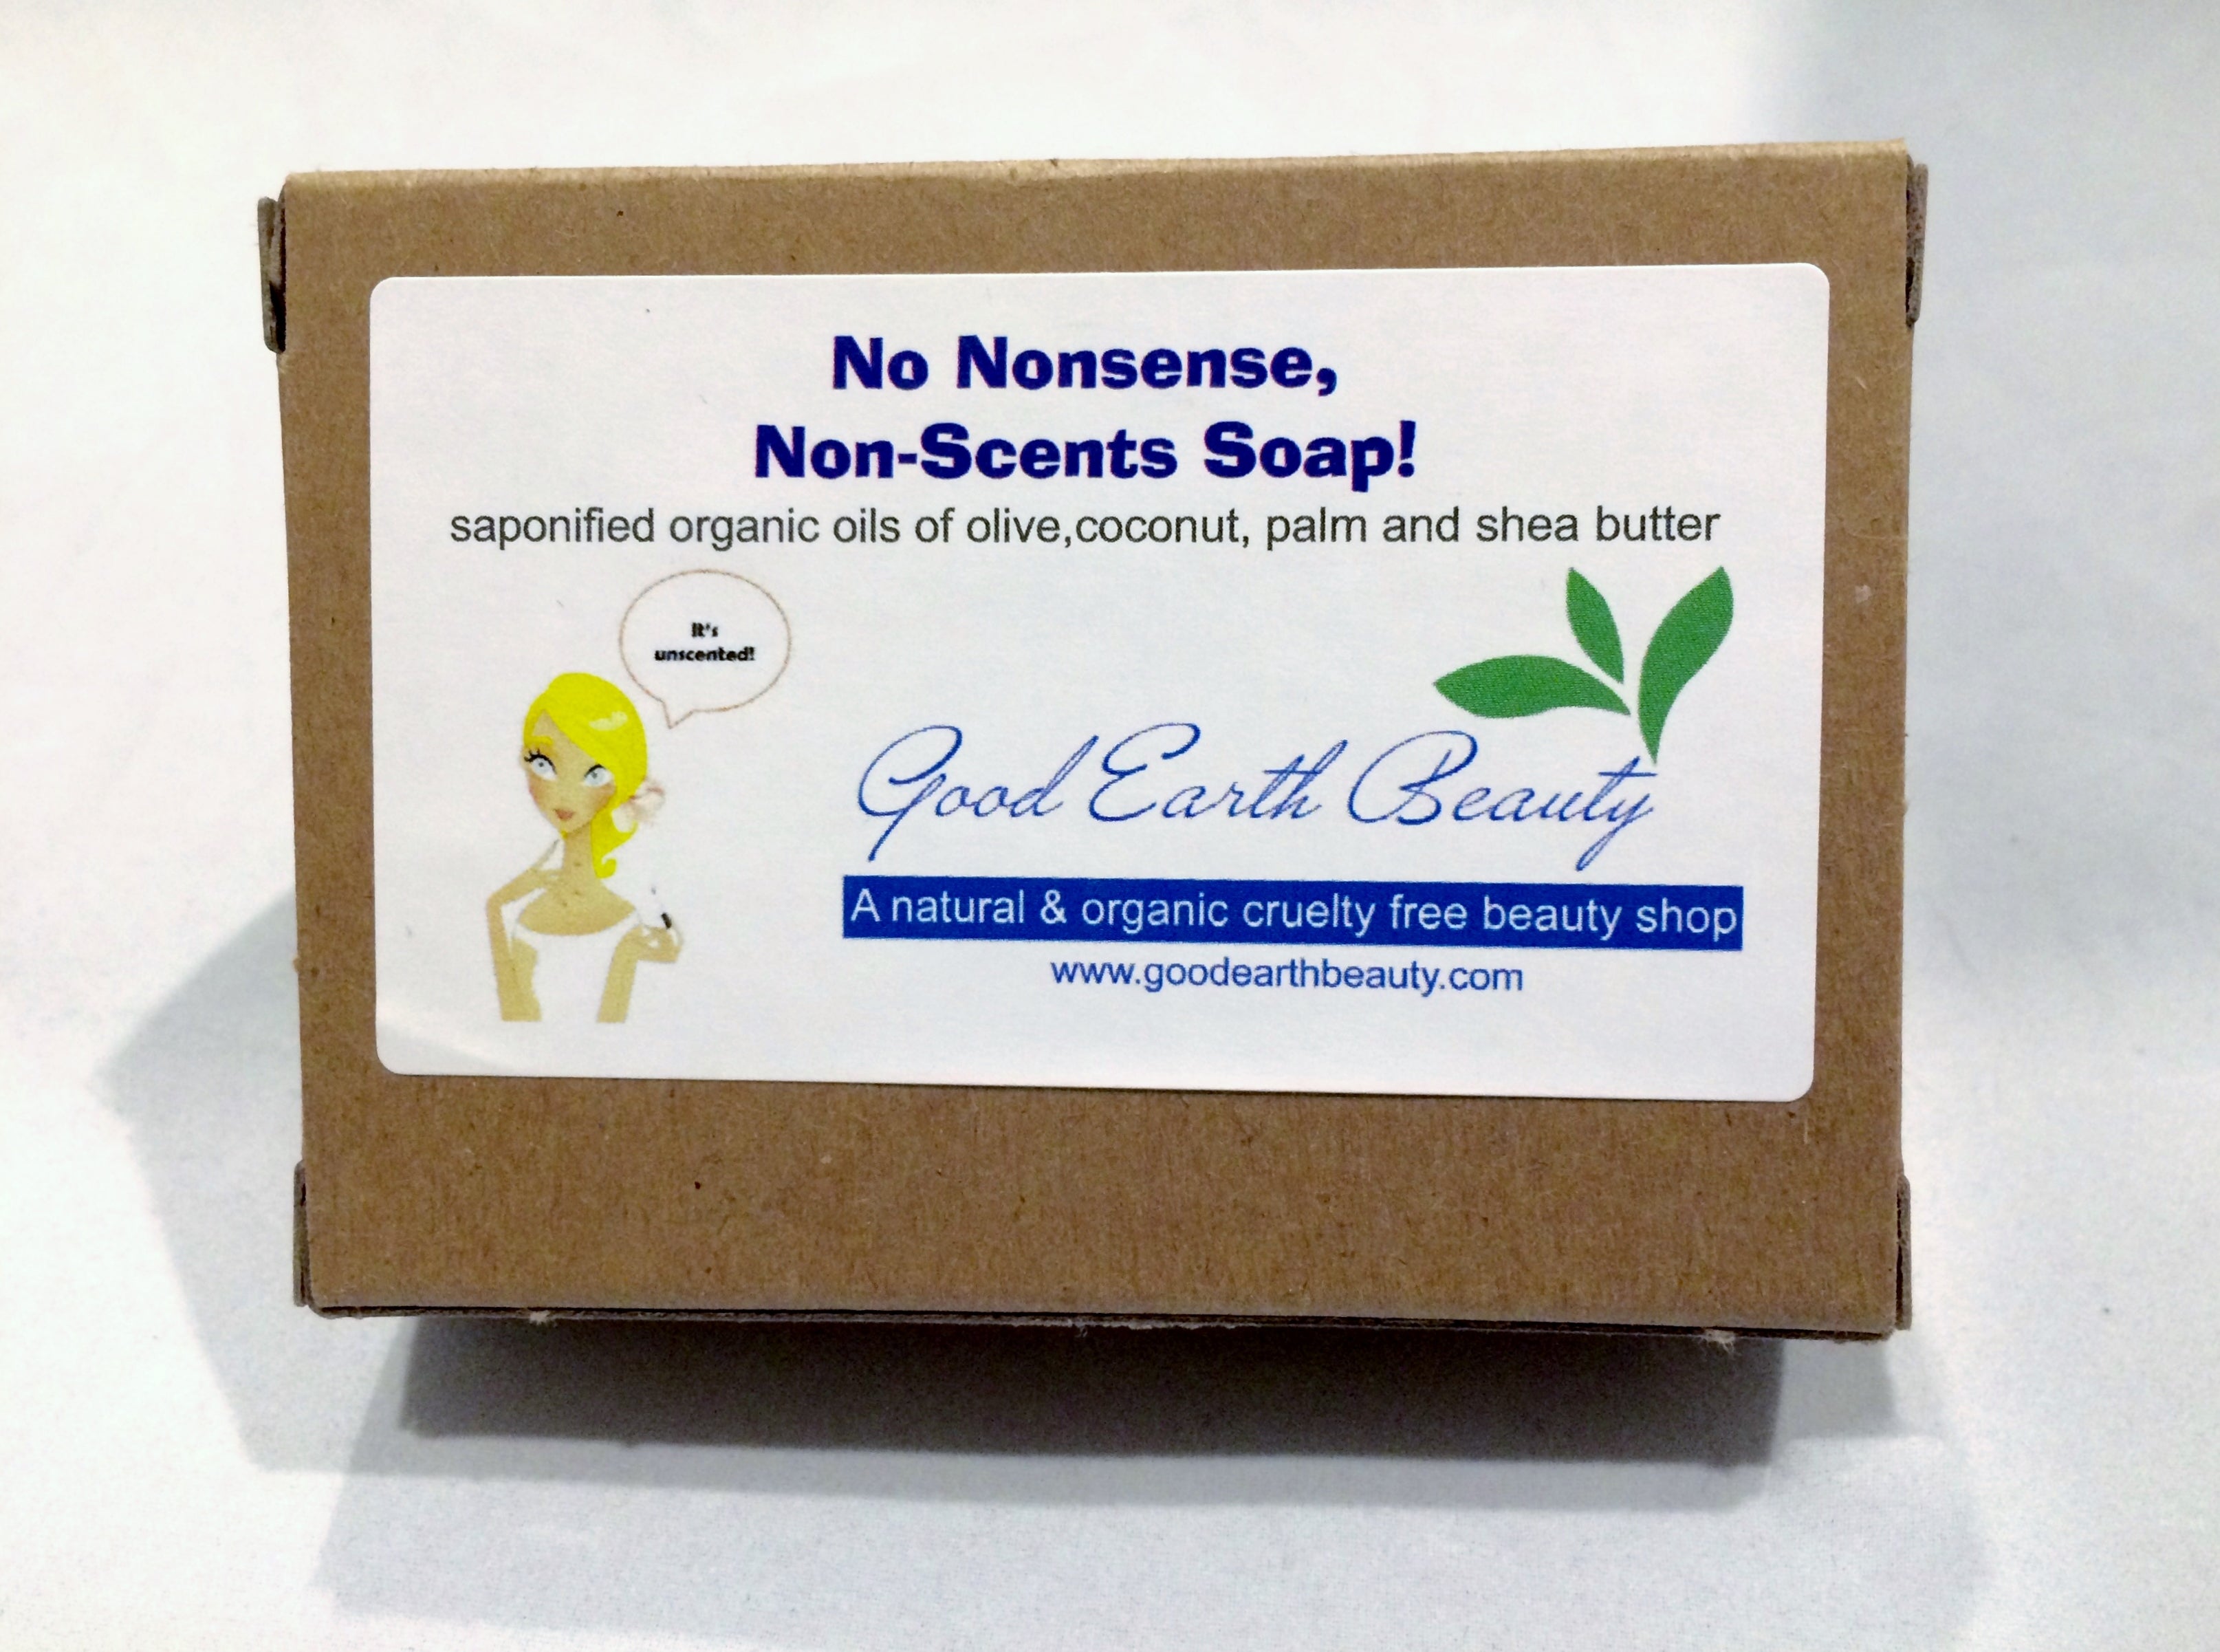 No Nonsense,
Non-Scents Soap!
saponified organic oils of olive,coconut, palm and shea butter
It's
unscented!
Good Earth Beauty
A natural & organic cruelty free beauty shop
www.goodearthbeauty.com